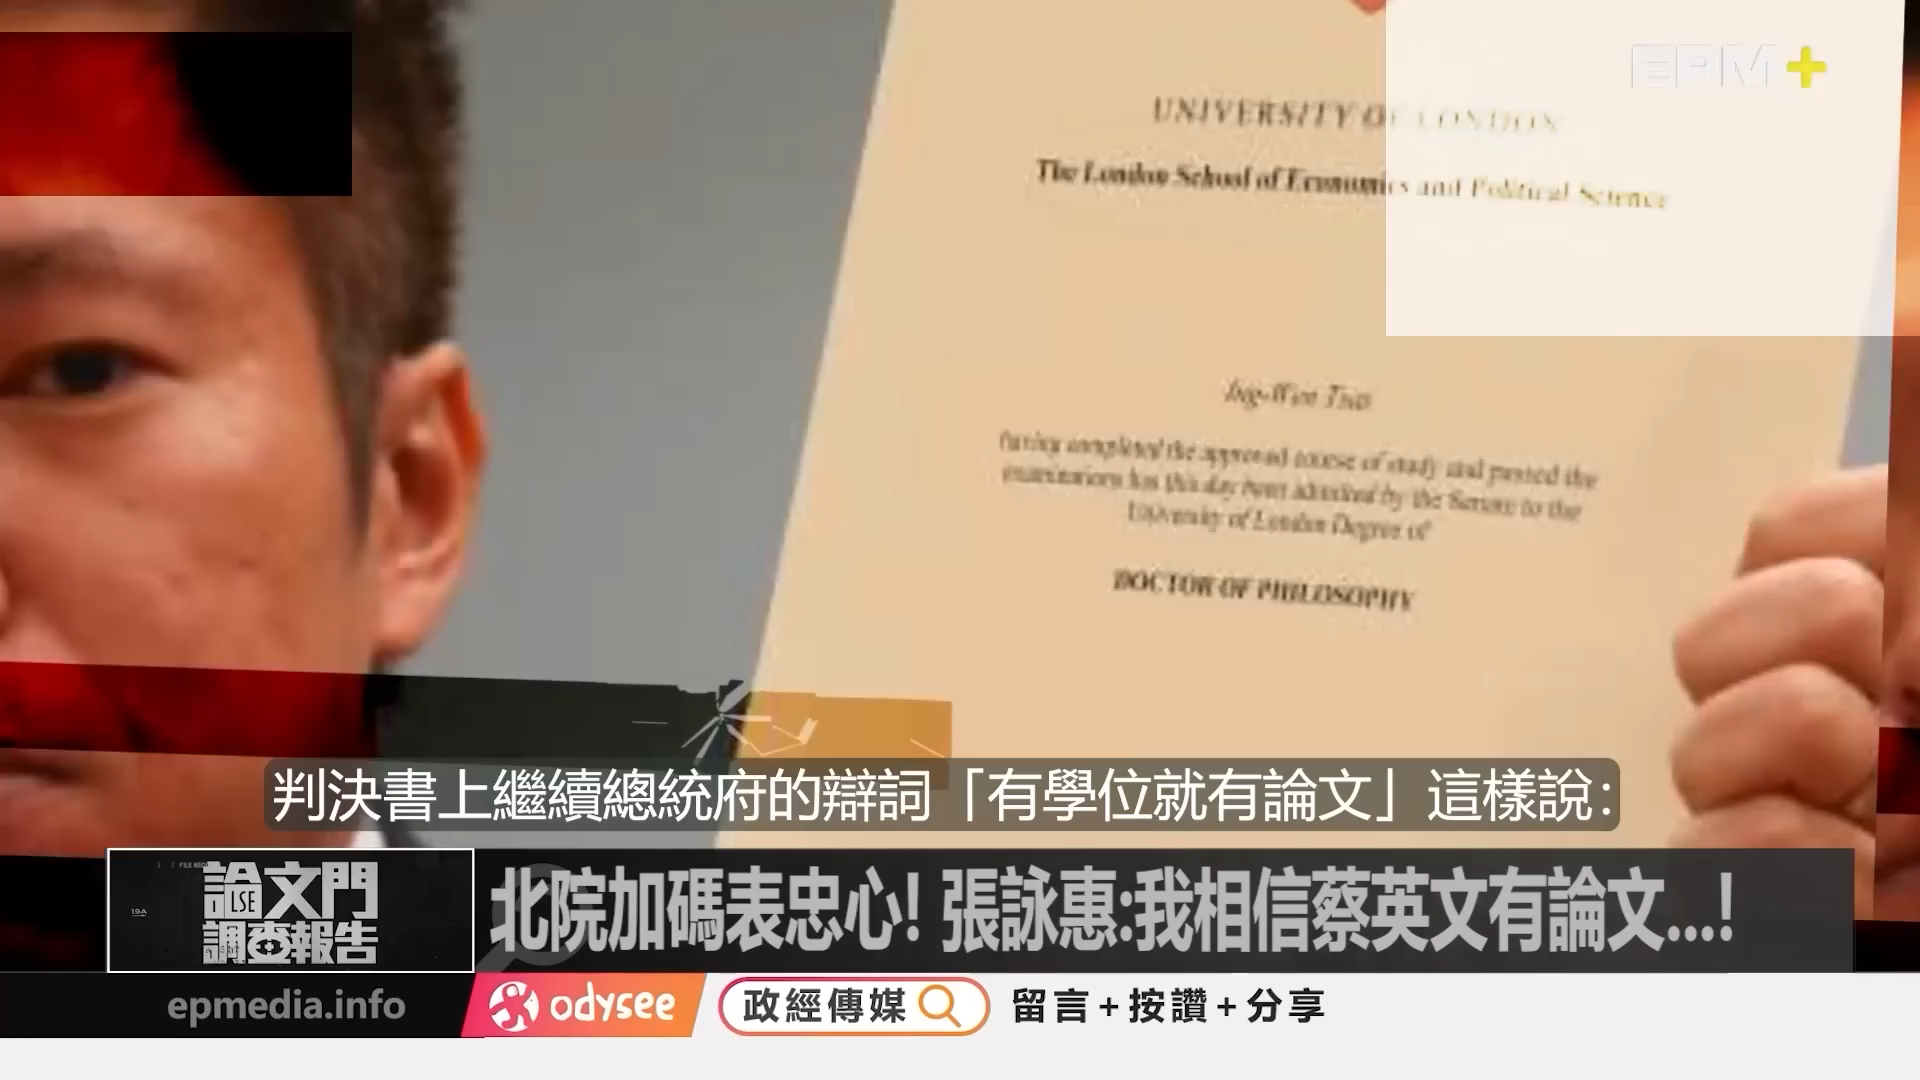 EPM+
UNIVERSITY OF LONDON
The London School of Economics and Political Science
Ing-Wen Tsai
having completed the approved course of study and passed the
examinations has this day been admitted by the Senate to the
University of London Degree of
DOCTOR OF PHILOSOPHY
判決書上繼續總統府的辯詞「有學位就有論文」這樣說：
論文門
LSE
調查報告
19A
北院加碼表忠心! 張詠惠:我相信蔡英文有論文...!
epmedia.info
odysee
政經傳媒
留言+按讚+分享